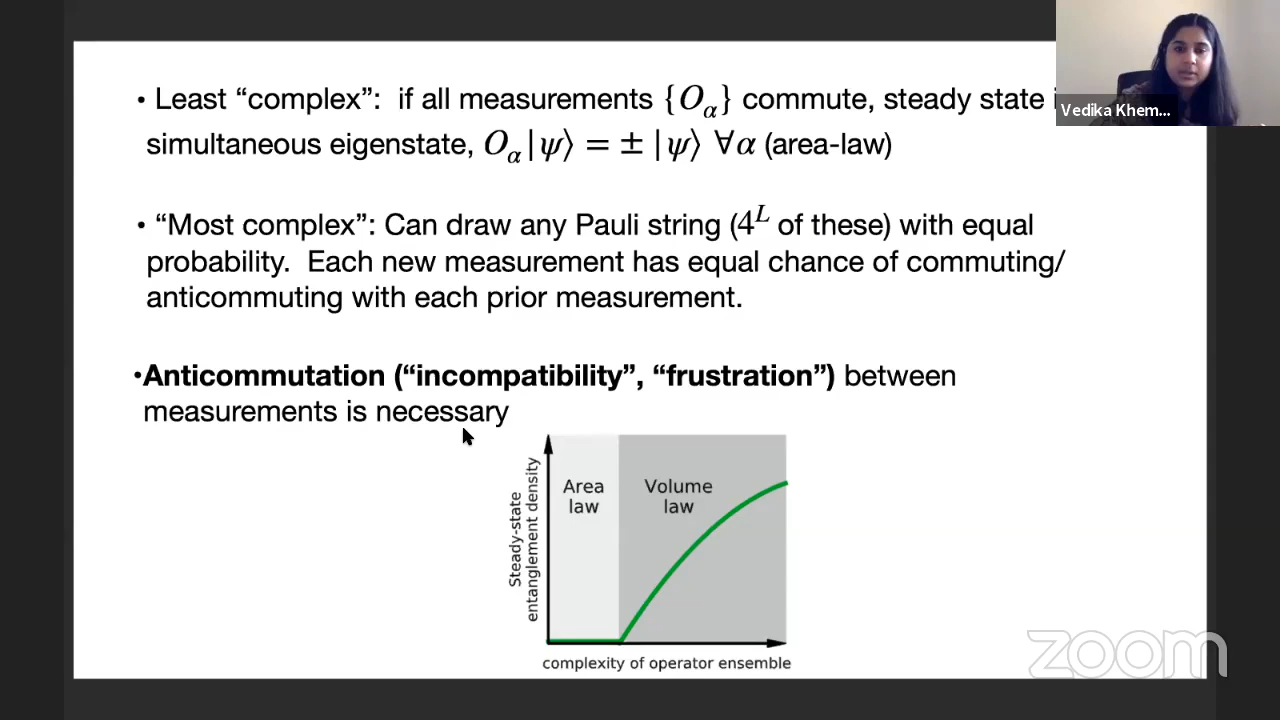 • Least “complex”: if all measurements {Oα} commute, steady state i
simultaneous eigenstate, Oα|ψ⟩ = ± |ψ⟩ ∀α (area-law)
• “Most complex”: Can draw any Pauli string (4^L of these) with equal
probability. Each new measurement has equal chance of commuting/
anticommuting with each prior measurement.
•Anticommutation (“incompatibility”, “frustration”) between
measurements is necessary
Steady-state
entanglement density
Area
law
Volume
law
complexity of operator ensemble
Vedika Khem...
zoom